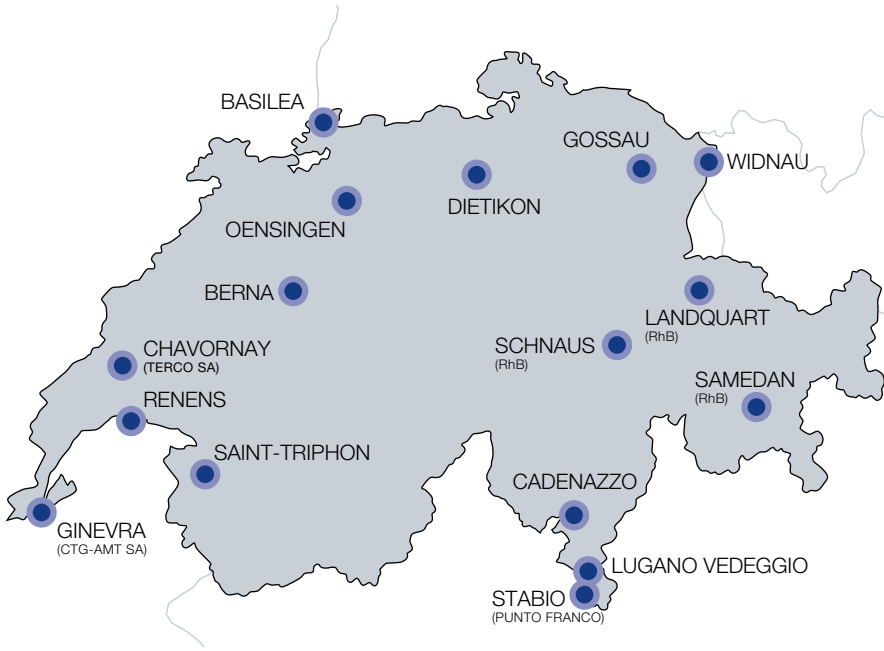 BASILEA
GOSSAU
WIDNAU
DIETIKON
OENSINGEN
BERNA
LANDQUART
(RhB)
SCHNAUS
(RhB)
CHAVORNAY
(TERCO SA)
SAMEDAN
(RhB)
RENENS
SAINT-TRIPHON
CADENAZZO
GINEVRA
(CTG-AMT SA)
LUGANO VEDEGGIO
STABIO
(PUNTO FRANCO)